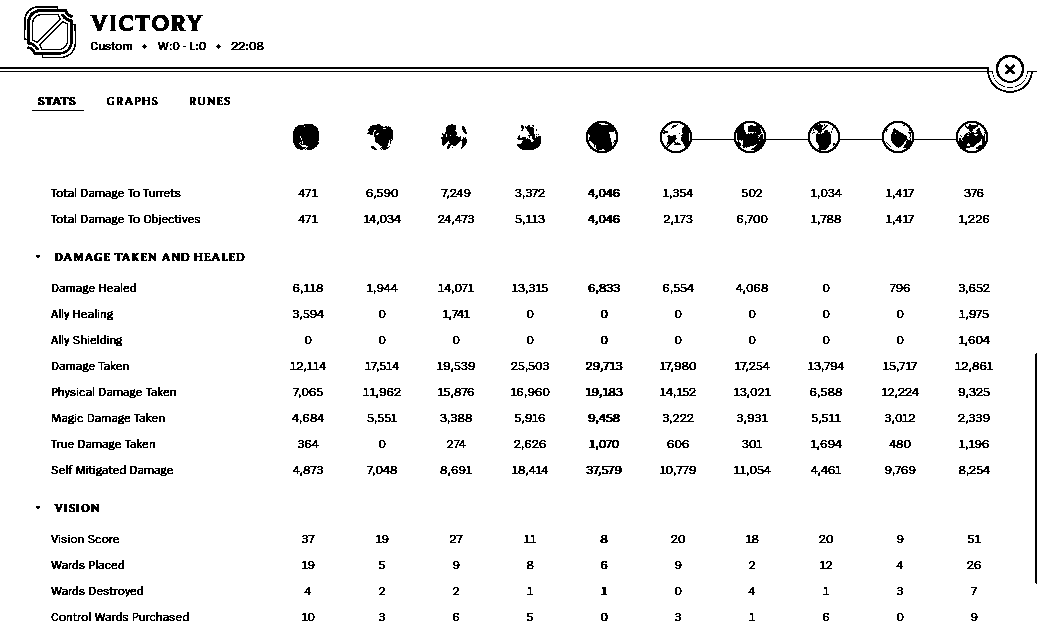 VICTORY
Custom • W:0 - L:0 • 22:08
STATS GRAPHS RUNES
Total Damage To Turrets 471 6,590 7,249 3,372 4,046 1,354 502 1,034 1,417 376
Total Damage To Objectives 471 14,034 24,473 5,113 4,046 2,173 6,700 1,788 1,417 1,226
DAMAGE TAKEN AND HEALED
Damage Healed 6,118 1,944 14,071 13,315 6,833 6,554 4,068 0 796 3,652
Ally Healing 3,594 0 1,741 0 0 0 0 0 0 1,975
Ally Shielding 0 0 0 0 0 0 0 0 0 1,604
Damage Taken 12,114 17,514 19,539 25,503 29,713 17,980 17,254 13,794 15,717 12,861
Physical Damage Taken 7,065 11,962 15,876 16,960 19,183 14,152 13,021 6,588 12,224 9,325
Magic Damage Taken 4,684 5,551 3,388 5,916 9,458 3,222 3,931 5,511 3,012 2,339
True Damage Taken 364 0 274 2,626 1,070 606 301 1,694 480 1,196
Self Mitigated Damage 4,873 7,048 8,691 18,414 37,579 10,779 11,054 4,461 9,769 8,254
VISION
Vision Score 37 19 27 11 8 20 18 20 9 51
Wards Placed 19 5 9 8 6 9 2 12 4 26
Wards Destroyed 4 2 2 1 1 0 4 1 3 7
Control Wards Purchased 10 3 6 5 0 3 1 6 0 9